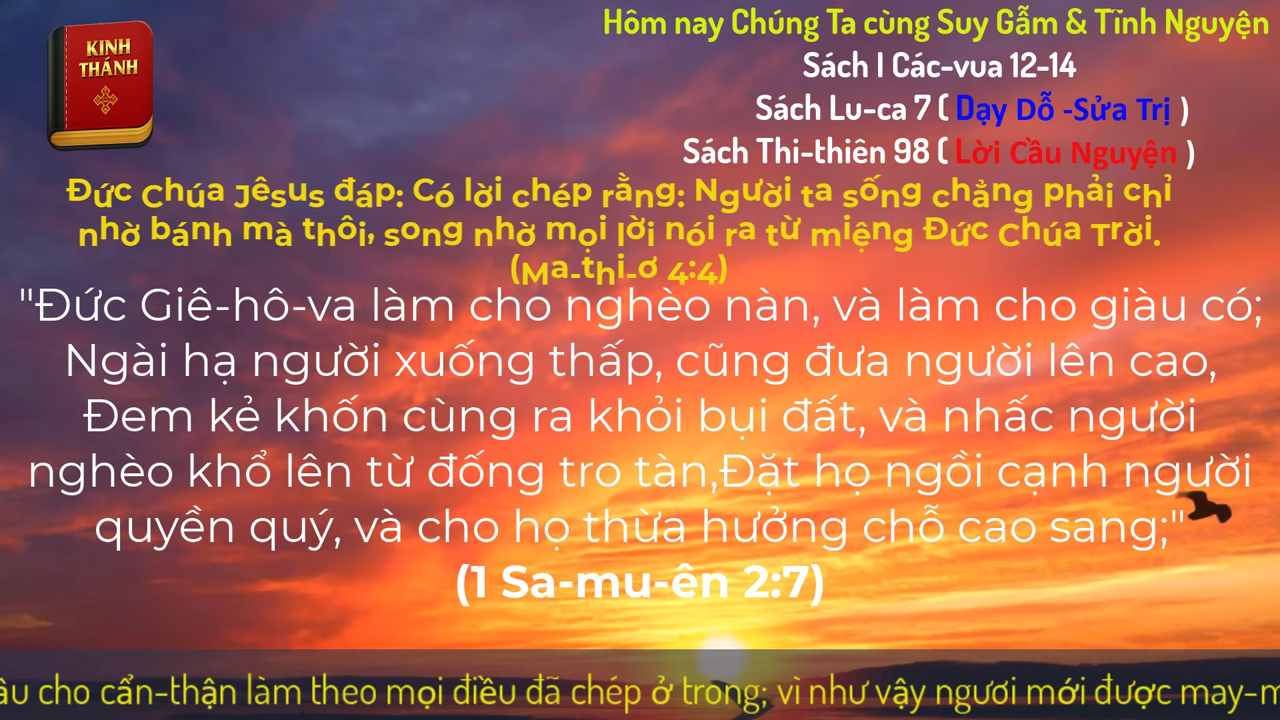 KINH
THÁNH
Hôm nay Chúng Ta cùng Suy Gẫm & Tĩnh Nguyện
Sách I Các-vua 12-14
Sách Lu-ca 7 ( Dạy Dỗ -Sửa Trị )
Sách Thi-thiên 98 ( Lời Cầu Nguyện )
Đức Chúa Jêsus đáp: Có lời chép rằng: Người ta sống chẳng phải chỉ
nhờ bánh mà thôi, song nhờ mọi lời nói ra từ miệng Đức Chúa Trời.
(Ma-thi-ơ 4:4)
"Đức Giê-hô-va làm cho nghèo nàn, và làm cho giàu có;
Ngài hạ người xuống thấp, cũng đưa người lên cao,
Đem kẻ khốn cùng ra khỏi bụi đất, và nhấc người
nghèo khổ lên từ đống tro tàn,Đặt họ ngồi cạnh người
quyền quý, và cho họ thừa hưởng chỗ cao sang;"
(1 Sa-mu-ên 2:7)
cho cẩn-thận làm theo mọi điều đã chép ở trong; vì như vậy ngươi mới được may-